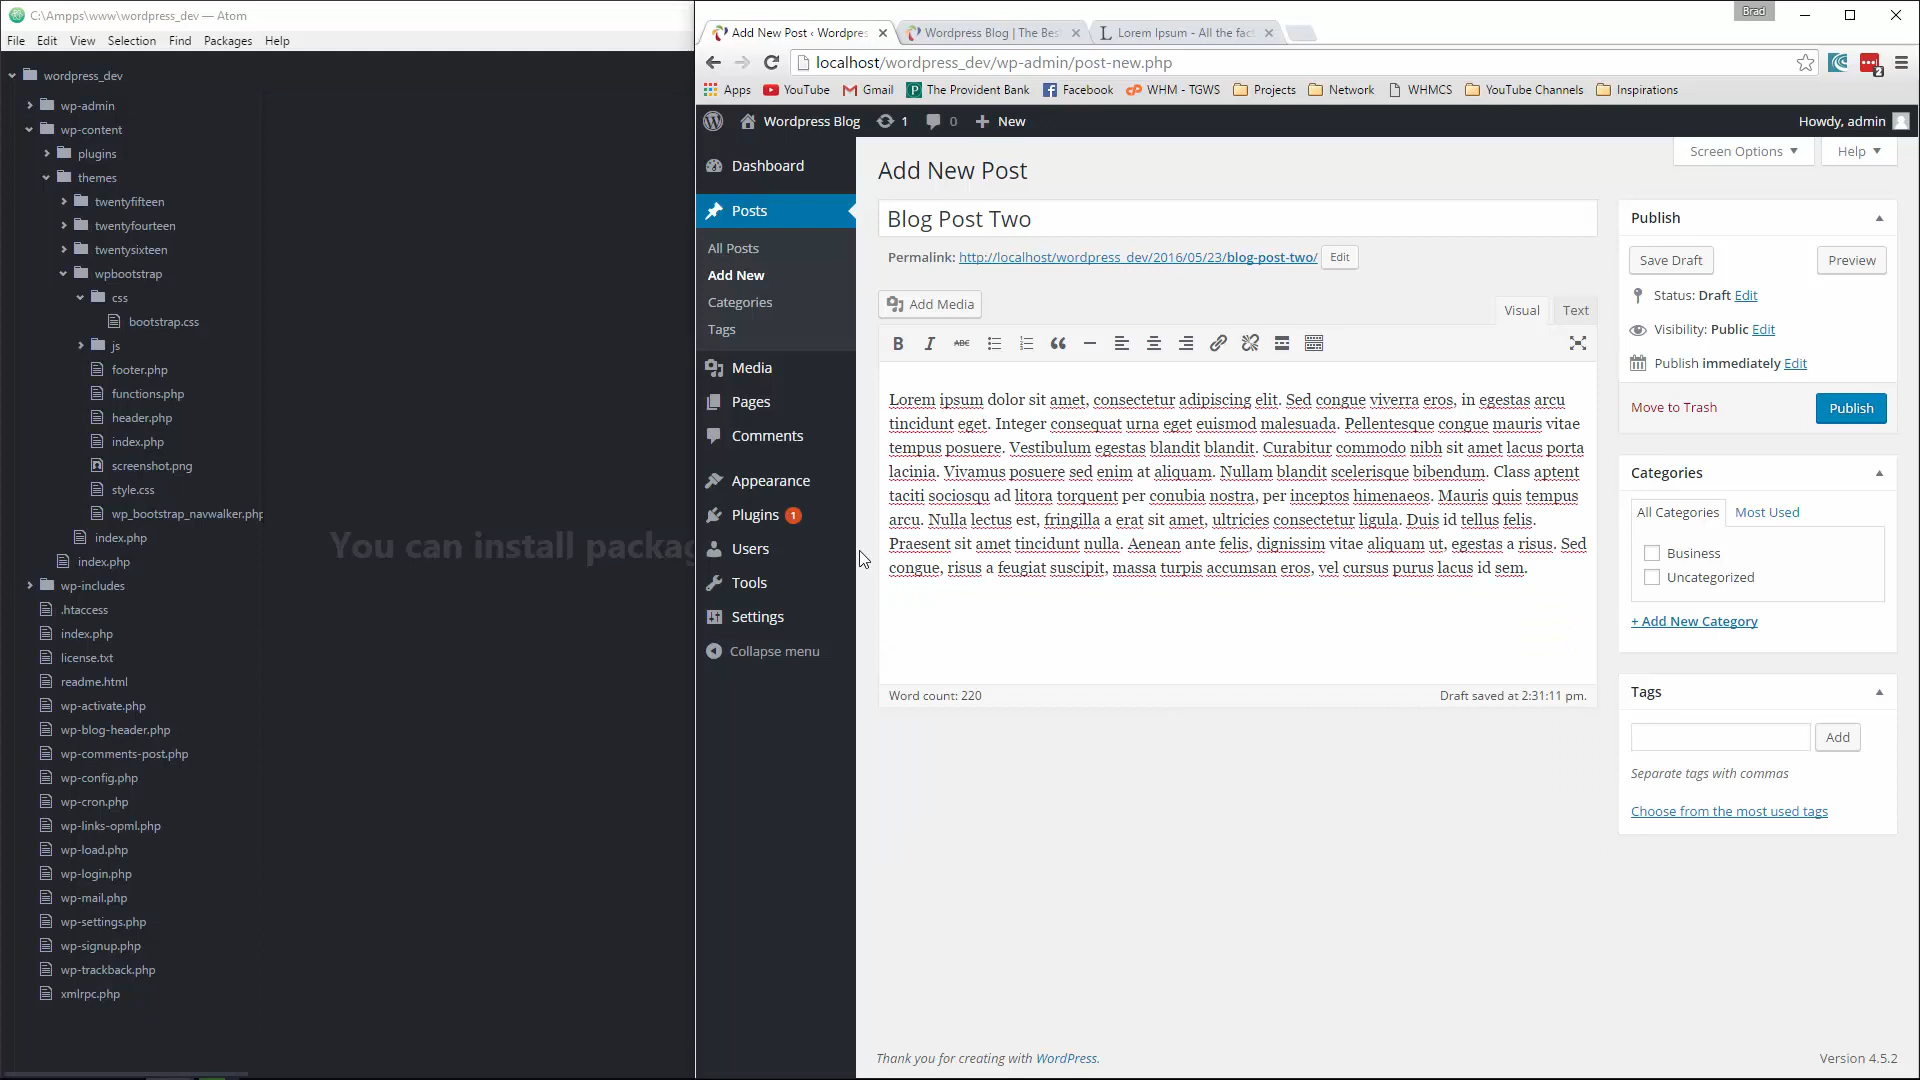 C:\Ampps\www\wordpress_dev — Atom
File Edit View Selection Find Packages Help
wordpress_dev
wp-admin
wp-content
plugins
themes
twentyfifteen
twentyfourteen
twentysixteen
wpbootstrap
css
bootstrap.css
js
footer.php
functions.php
header.php
index.php
screenshot.png
style.css
wp_bootstrap_navwalker.php
index.php
index.php
wp-includes
.htaccess
index.php
license.txt
readme.html
wp-activate.php
wp-blog-header.php
wp-comments-post.php
wp-config.php
wp-cron.php
wp-links-opml.php
wp-load.php
wp-login.php
wp-mail.php
wp-settings.php
wp-signup.php
wp-trackback.php
xmlrpc.php
You can install packag
Brad
Add New Post ‹ Wordpres
Wordpress Blog | The Bes
Lorem Ipsum - All the fac
localhost/wordpress_dev/wp-admin/post-new.php
2
Apps YouTube Gmail The Provident Bank Facebook WHM - TGWS Projects Network WHMCS YouTube Channels Inspirations
Wordpress Blog 1 0 New Howdy, admin
Dashboard
Posts
All Posts
Add New
Categories
Tags
Media
Pages
Comments
Appearance
Plugins 1
Users
Tools
Settings
Collapse menu
Screen Options Help
Add New Post
Blog Post Two
Permalink: http://localhost/wordpress_dev/2016/05/23/blog-post-two/ Edit
Add Media
Visual Text
B I ABC
Lorem ipsum dolor sit amet, consectetur adipiscing elit. Sed congue viverra eros, in egestas arcu
tincidunt eget. Integer consequat urna eget euismod malesuada. Pellentesque congue mauris vitae
tempus posuere. Vestibulum egestas blandit blandit. Curabitur commodo nibh sit amet lacus porta
lacinia. Vivamus posuere sed enim at aliquam. Nullam blandit scelerisque bibendum. Class aptent
taciti sociosqu ad litora torquent per conubia nostra, per inceptos himenaeos. Mauris quis tempus
arcu. Nulla lectus est, fringilla a erat sit amet, ultricies consectetur ligula. Duis id tellus felis.
Praesent sit amet tincidunt nulla. Aenean ante felis, dignissim vitae aliquam ut, egestas a risus. Sed
congue, risus a feugiat suscipit, massa turpis accumsan eros, vel cursus purus lacus id sem.
Word count: 220
Draft saved at 2:31:11 pm.
Publish
Save Draft Preview
Status: Draft Edit
Visibility: Public Edit
Publish immediately Edit
Move to Trash Publish
Categories
All Categories Most Used
Business
Uncategorized
+ Add New Category
Tags
Add
Separate tags with commas
Choose from the most used tags
Thank you for creating with WordPress.
Version 4.5.2